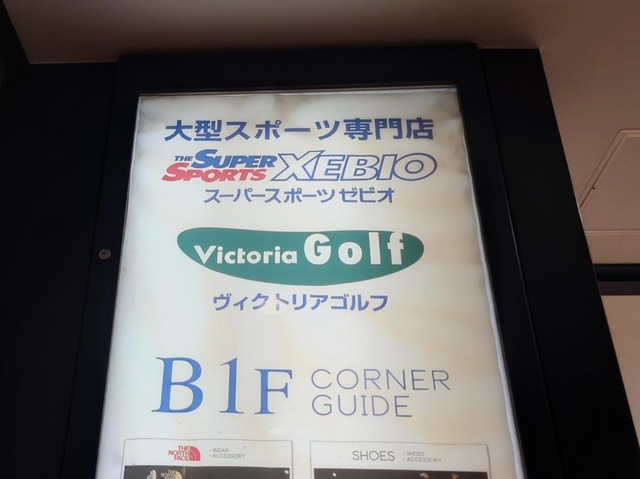 大型スポーツ専門店
THE SUPER SPORTS XEBIO
スーパースポーツゼビオ
Victoria Golf
ヴィクトリアゴルフ
B1F CORNER GUIDE
THE NORTH FACE
・WEAR
・ACCESSORY
SHOES
・SHOES
・ACCESSORY